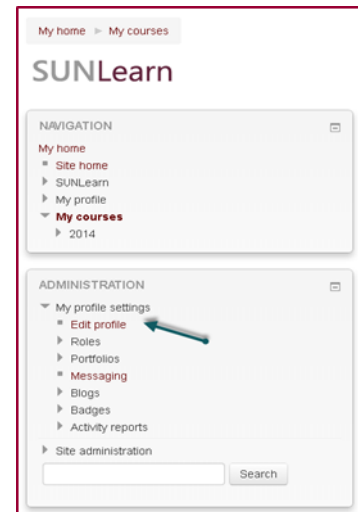 My home ▶ My courses
SUNLearn
NAVIGATION
My home
Site home
SUNLearn
My profile
My courses
2014
ADMINISTRATION
My profile settings
Edit profile
Roles
Portfolios
Messaging
Blogs
Badges
Activity reports
Site administration
Search